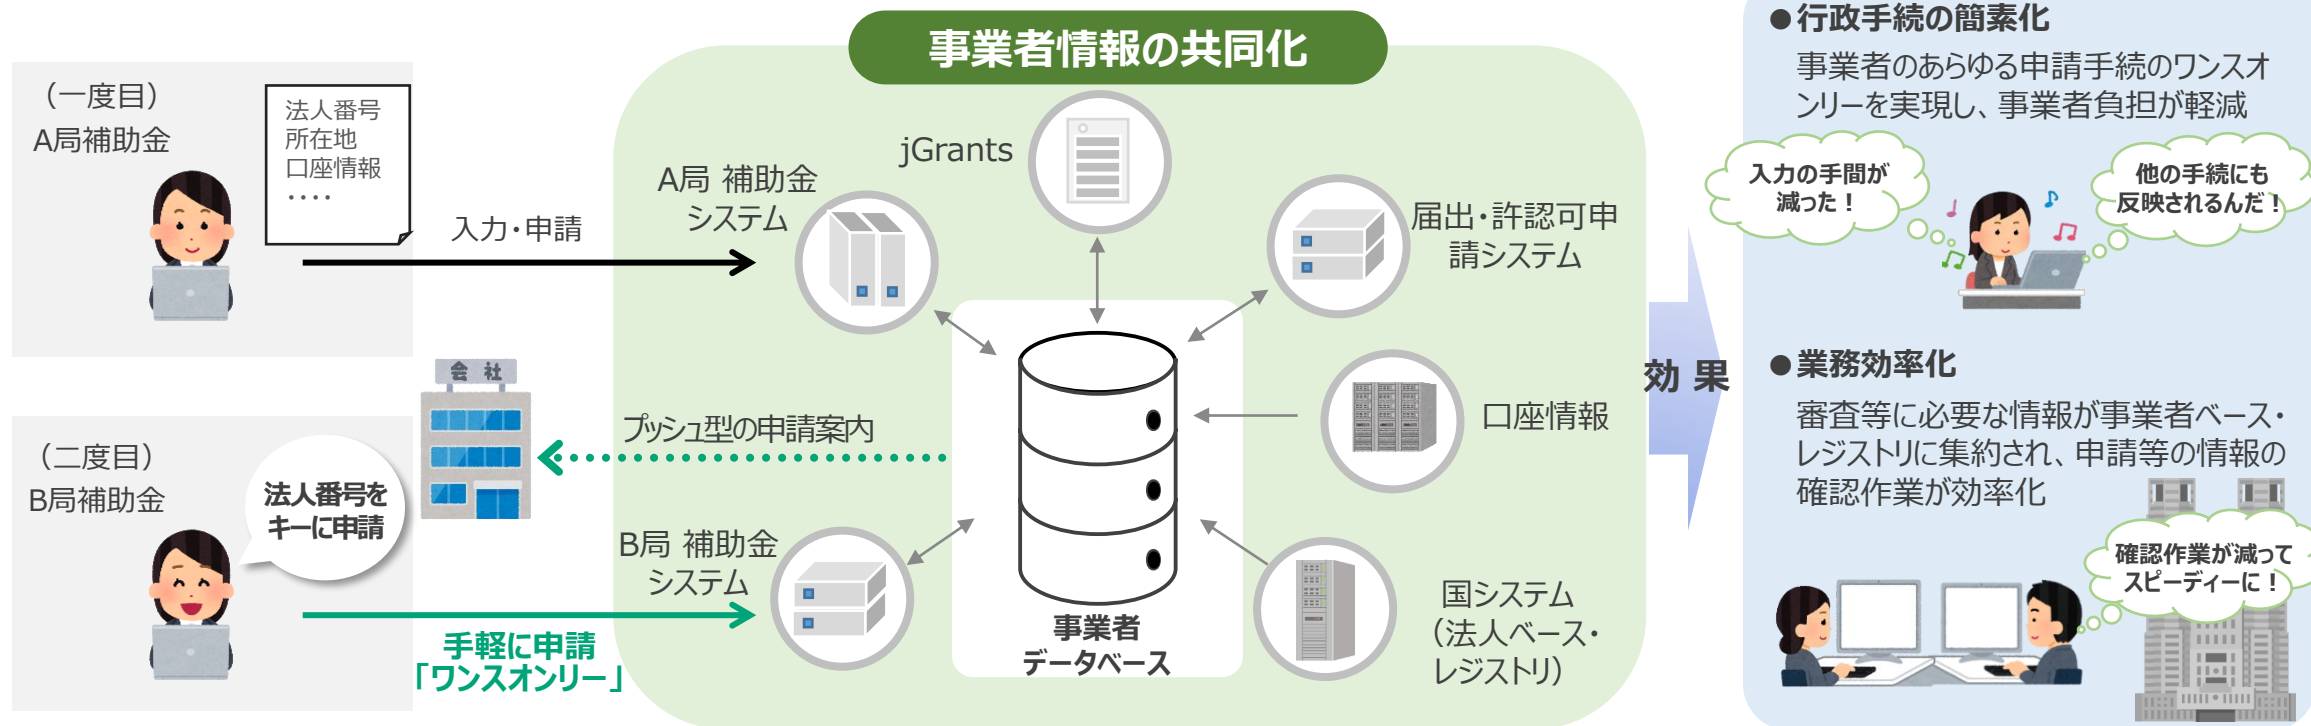 事業者情報の共同化
（一度目）
A局補助金
法人番号
所在地
口座情報
････
入力・申請
（二度目）
B局補助金
法人番号を
キーに申請
手軽に申請
「ワンスオンリー」
会 社
プッシュ型の申請案内
A局 補助金
システム
jGrants
届出・許認可申
請システム
口座情報
国システム
（法人ベース・
レジストリ）
B局 補助金
システム
事業者
データベース
効 果
●行政手続の簡素化
事業者のあらゆる申請手続のワンスオ
ンリーを実現し、事業者負担が軽減
入力の手間が
減った！
他の手続にも
反映されるんだ！
●業務効率化
審査等に必要な情報が事業者ベース・
レジストリに集約され、申請等の情報の
確認作業が効率化
確認作業が減って
スピーディーに！